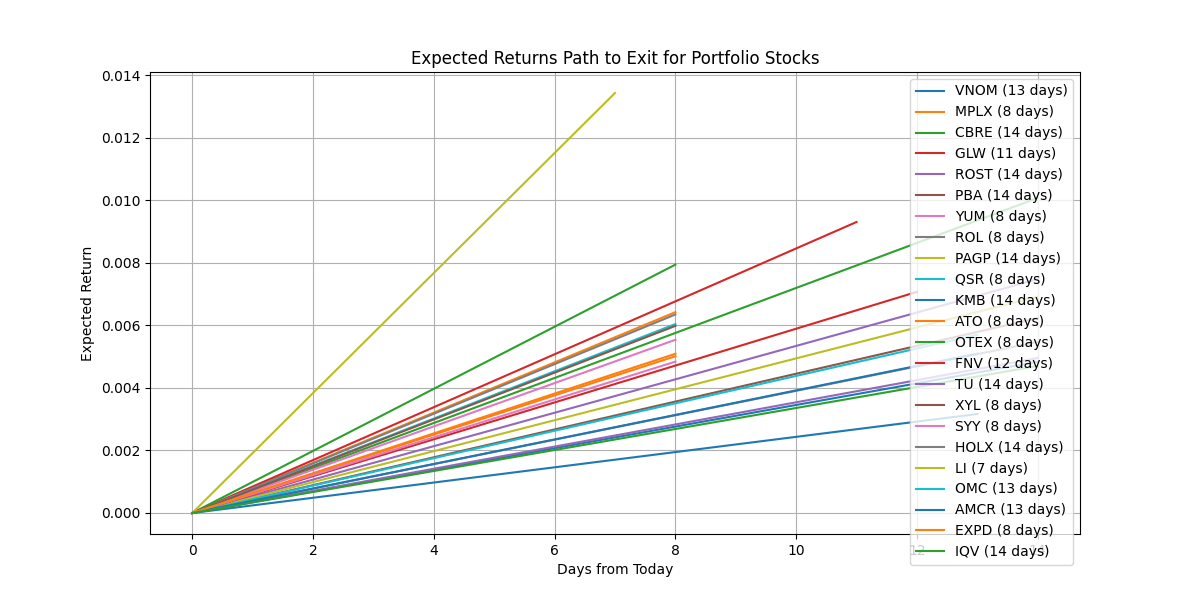 Expected Returns Path to Exit for Portfolio Stocks
Expected Return
0.014
0.012
0.010
0.008
0.006
0.004
0.002
0.000
0
2
4
6
8
10
12
Days from Today
VNOM (13 days)
MPLX (8 days)
CBRE (14 days)
GLW (11 days)
ROST (14 days)
PBA (14 days)
YUM (8 days)
ROL (8 days)
PAGP (14 days)
QSR (8 days)
KMB (14 days)
ATO (8 days)
OTEX (8 days)
FNV (12 days)
TU (14 days)
XYL (8 days)
SYY (8 days)
HOLX (14 days)
LI (7 days)
OMC (13 days)
AMCR (13 days)
EXPD (8 days)
IQV (14 days)